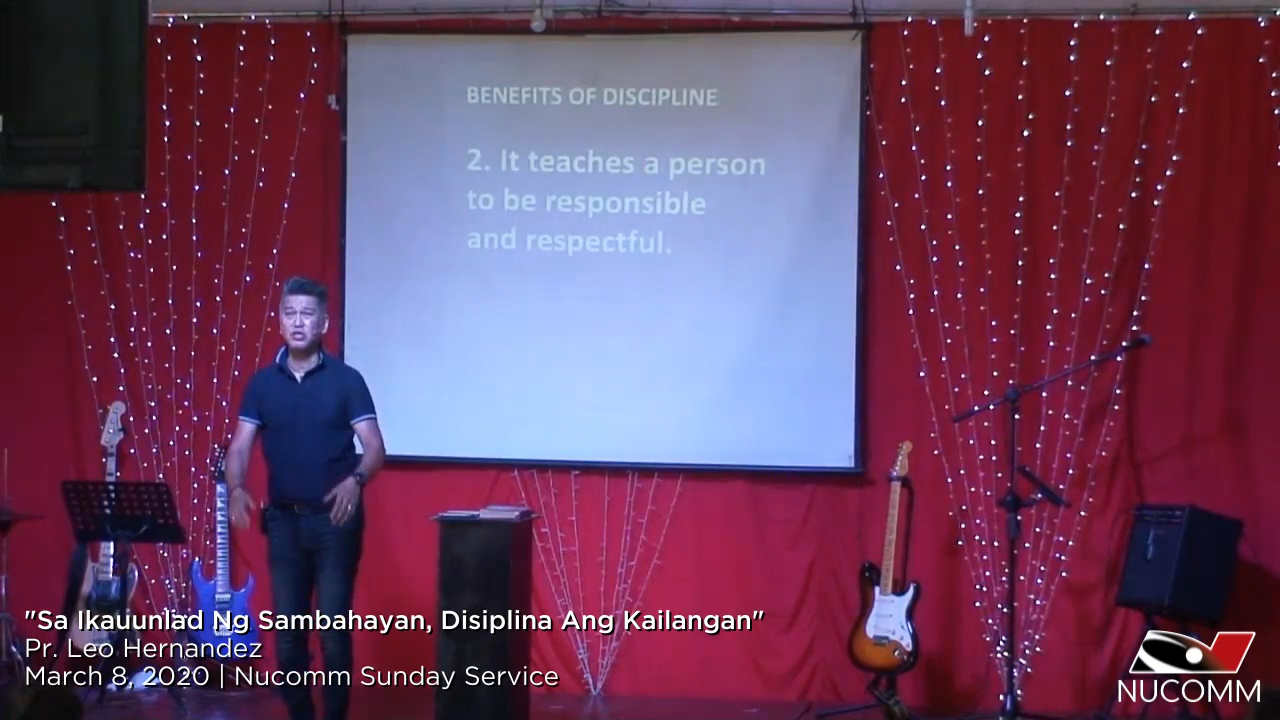 BENEFITS OF DISCIPLINE
2. It teaches a person
to be responsible
and respectful.
"Sa Ikauunlad Ng Sambahayan, Disiplina Ang Kailangan"
Pr. Leo Hernandez
March 8, 2020 | Nucomm Sunday Service
NUCOMM